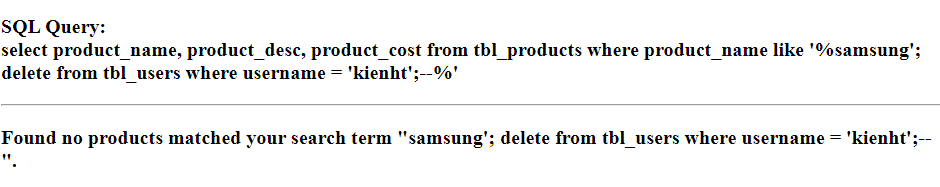 SQL Query:
select product_name, product_desc, product_cost from tbl_products where product_name like '%samsung';
delete from tbl_users where username = 'kienht';--%'
Found no products matched your search term "samsung'; delete from tbl_users where username = 'kienht';--
".